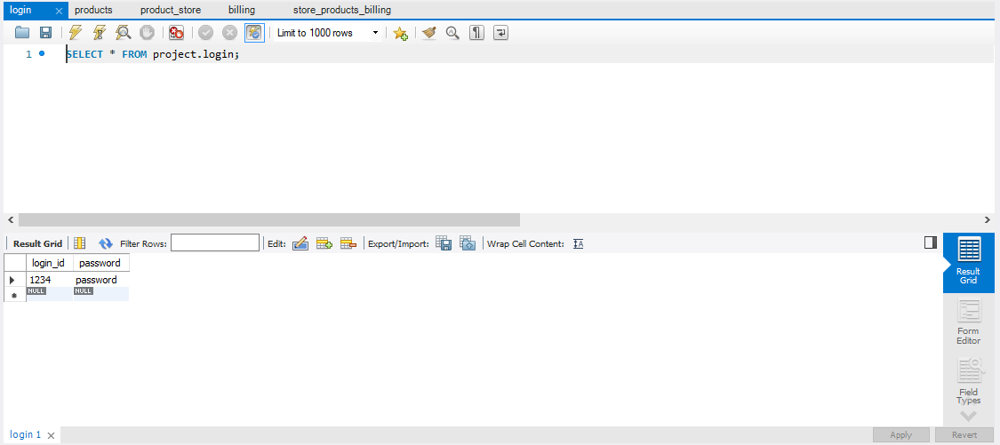 login products product_store billing store_products_billing
Limit to 1000 rows
1 SELECT * FROM project.login;
Result Grid Filter Rows: Edit: Export/Import: Wrap Cell Content:
login_id password
1234 password
NULL NULL
Result
Grid
Form
Editor
Field
Types
login 1 Apply Revert